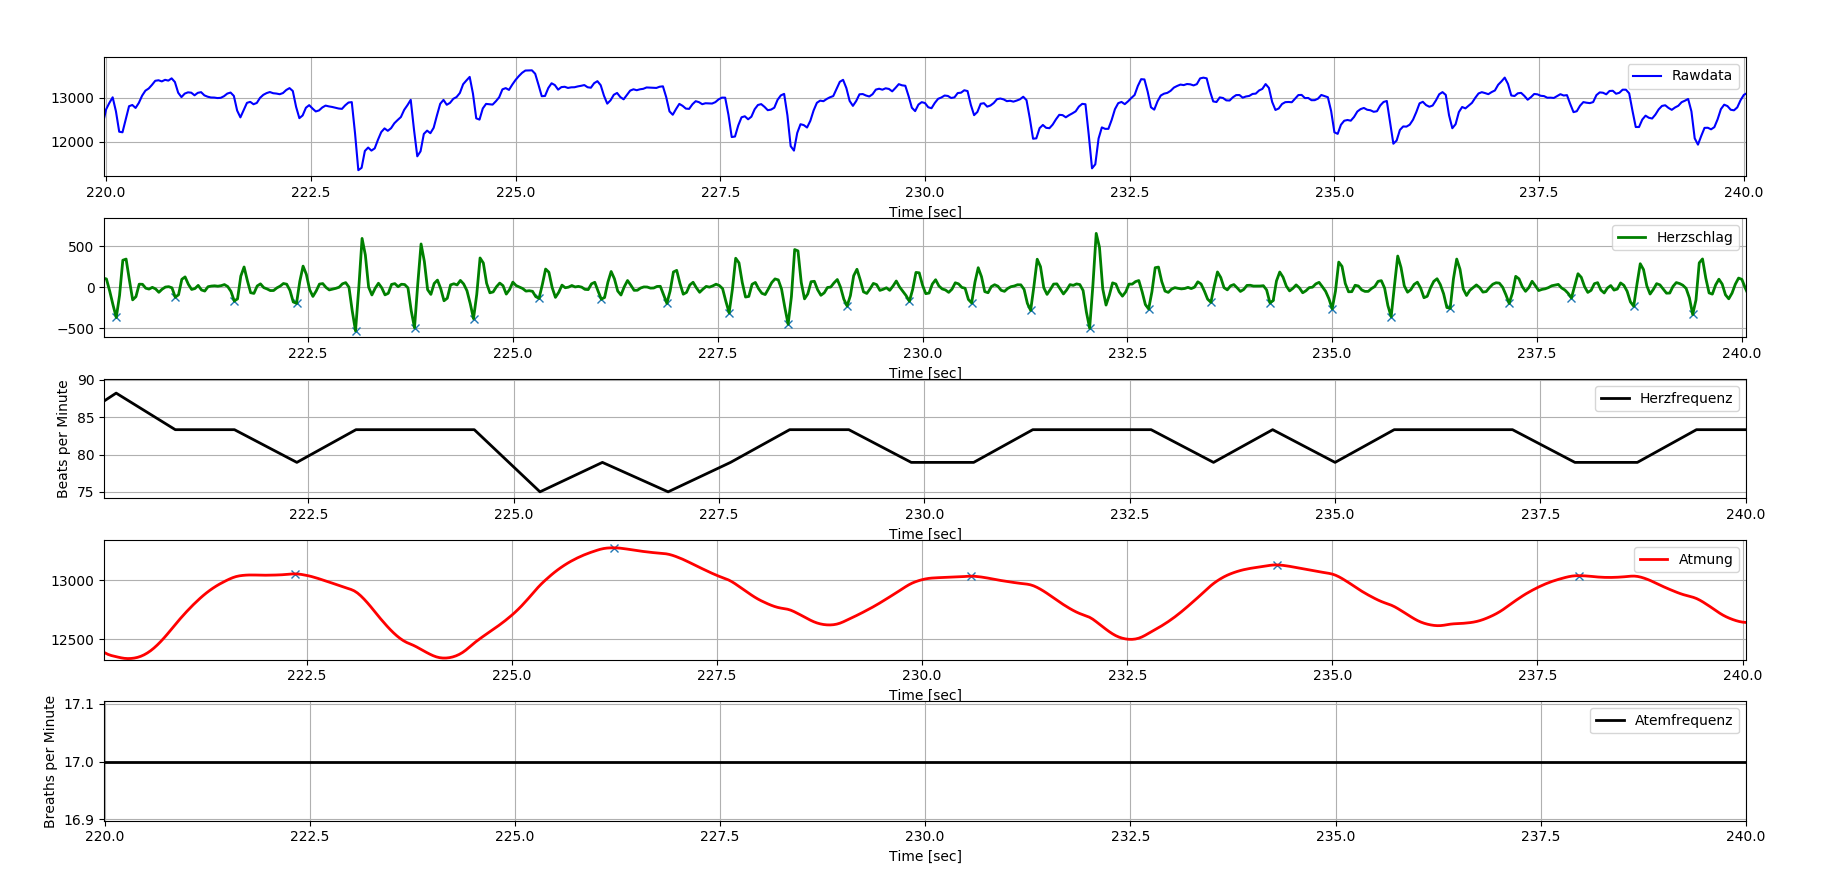 Rawdata
13000
12000
220.0 222.5 225.0 227.5 230.0 232.5 235.0 237.5 240.0
Time [sec]
Herzschlag
500
0
−500
222.5 225.0 227.5 230.0 232.5 235.0 237.5 240.0
Time [sec]
Beats per Minute
Herzfrequenz
90
85
80
75
222.5 225.0 227.5 230.0 232.5 235.0 237.5 240.0
Time [sec]
Atmung
13000
12500
222.5 225.0 227.5 230.0 232.5 235.0 237.5 240.0
Time [sec]
Breaths per Minute
Atemfrequenz
17.1
17.0
16.9
220.0 222.5 225.0 227.5 230.0 232.5 235.0 237.5 240.0
Time [sec]